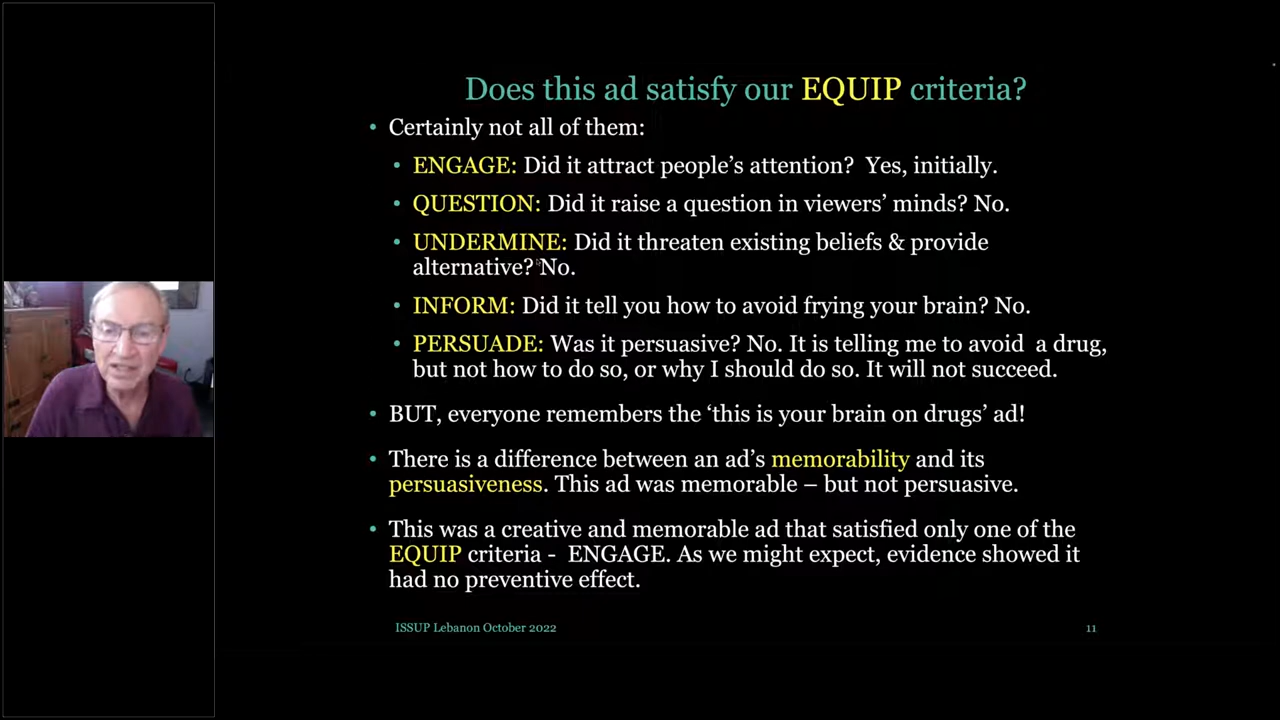 Does this ad satisfy our EQUIP criteria?
• Certainly not all of them:
• ENGAGE: Did it attract people’s attention?  Yes, initially.
• QUESTION: Did it raise a question in viewers’ minds? No.
• UNDERMINE: Did it threaten existing beliefs & provide
alternative? No.
• INFORM: Did it tell you how to avoid frying your brain? No.
• PERSUADE: Was it persuasive? No. It is telling me to avoid  a drug,
but not how to do so, or why I should do so. It will not succeed.
• BUT, everyone remembers the ‘this is your brain on drugs’ ad!
• There is a difference between an ad’s memorability and its
persuasiveness. This ad was memorable – but not persuasive.
• This was a creative and memorable ad that satisfied only one of the
EQUIP criteria -  ENGAGE. As we might expect, evidence showed it
had no preventive effect.
ISSUP Lebanon October 2022
11